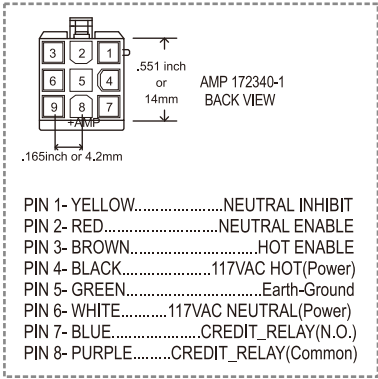 3 2 1
6 5 4
9 8 7
+AMP
.551 inch
or
14mm
AMP 172340-1
BACK VIEW
.165inch or 4.2mm
PIN 1- YELLOW......................NEUTRAL INHIBIT
PIN 2- RED............................NEUTRAL ENABLE
PIN 3- BROWN............................HOT ENABLE
PIN 4- BLACK......................117VAC HOT(Power)
PIN 5- GREEN................................Earth-Ground
PIN 6- WHITE...........117VAC NEUTRAL(Power)
PIN 7- BLUE................CREDIT_RELAY(N.O.)
PIN 8- PURPLE.........CREDIT_RELAY(Common)